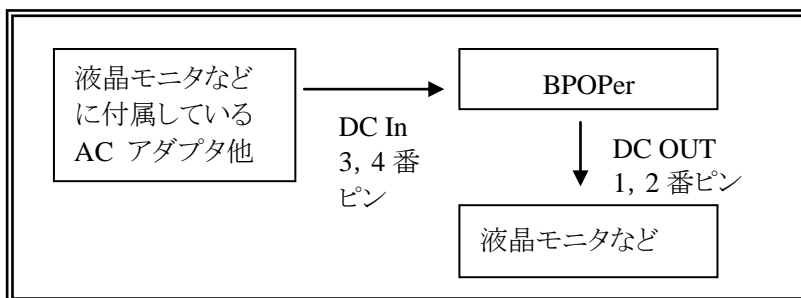 液晶モニタなど
に付属している
AC アダプタ他
DC In
3, 4 番
ピン
BPOPer
DC OUT
1, 2 番ピン
液晶モニタなど